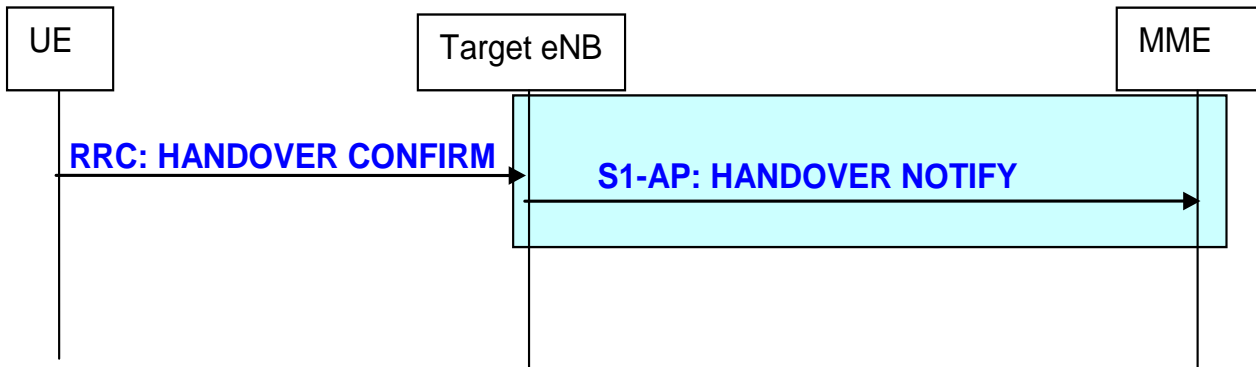 UE
Target eNB
MME
RRC: HANDOVER CONFIRM
S1-AP: HANDOVER NOTIFY